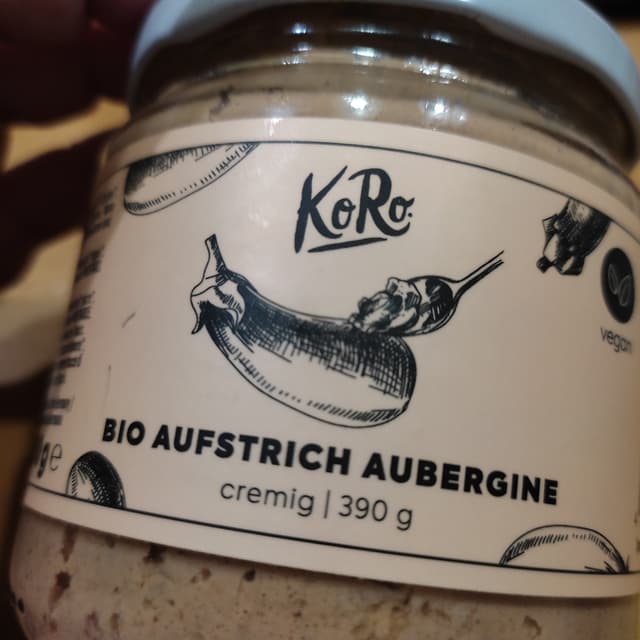 KoRo
vegan
BIO AUFSTRICH AUBERGINE
cremig | 390 g
g e